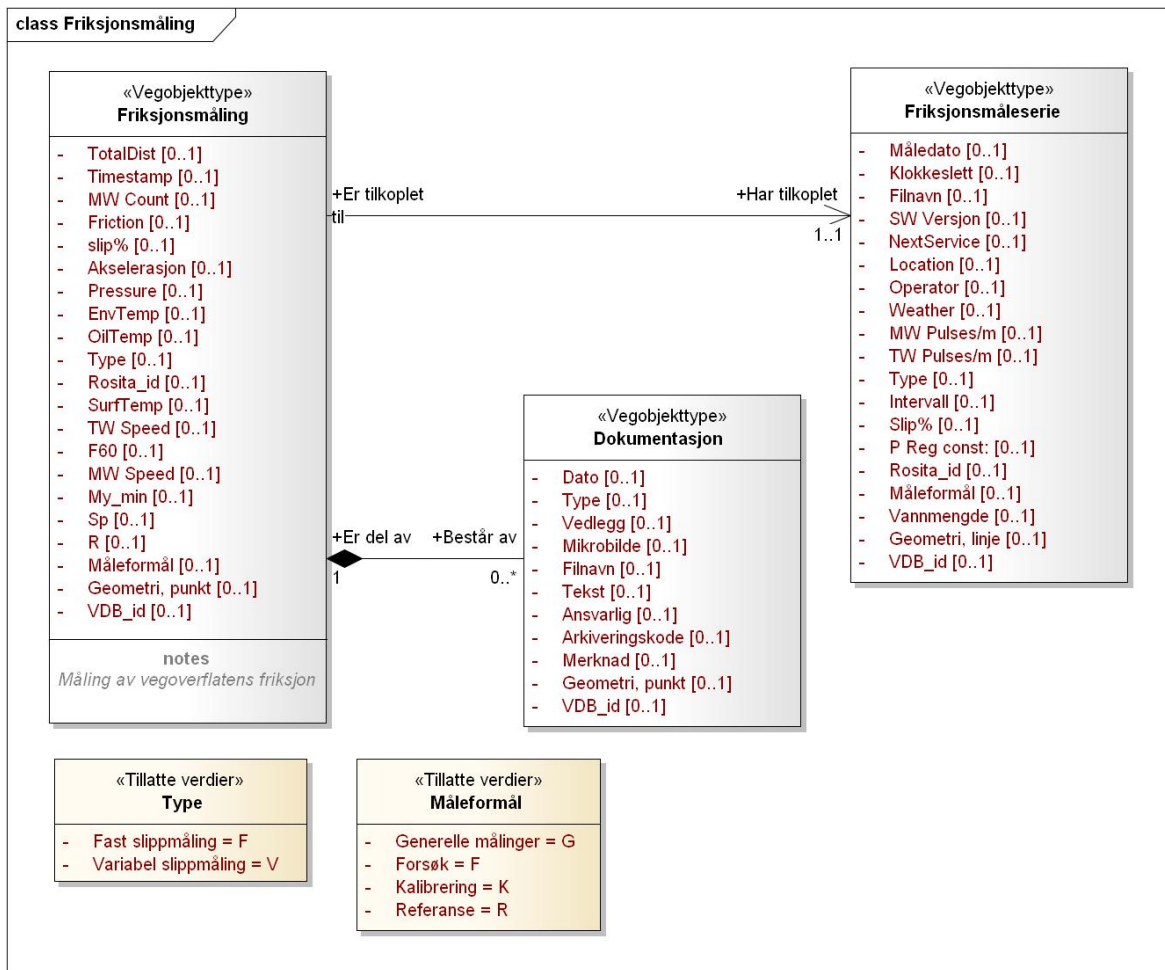 class Friksjonsmåling
«Vegobjekttype»
Friksjonsmåling
- TotalDist [0..1]
- Timestamp [0..1]
- MW Count [0..1]
- Friction [0..1]
- slip% [0..1]
- Akselerasjon [0..1]
- Pressure [0..1]
- EnvTemp [0..1]
- OilTemp [0..1]
- Type [0..1]
- Rosita_id [0..1]
- SurfTemp [0..1]
- TW Speed [0..1]
- F60 [0..1]
- MW Speed [0..1]
- My_min [0..1]
- Sp [0..1]
- R [0..1]
- Måleformål [0..1]
- Geometri, punkt [0..1]
- VDB_id [0..1]
notes
Måling av vegoverflatens friksjon
+Er tilkoplet
til
+Har tilkoplet
1..1
«Vegobjekttype»
Friksjonsmåleserie
- Måledato [0..1]
- Klokkeslett [0..1]
- Filnavn [0..1]
- SW Versjon [0..1]
- NextService [0..1]
- Location [0..1]
- Operator [0..1]
- Weather [0..1]
- MW Pulses/m [0..1]
- TW Pulses/m [0..1]
- Type [0..1]
- Intervall [0..1]
- Slip% [0..1]
- P Reg const: [0..1]
- Rosita_id [0..1]
- Måleformål [0..1]
- Vannmengde [0..1]
- Geometri, linje [0..1]
- VDB_id [0..1]
+Er del av
1
+Består av
0..*
«Vegobjekttype»
Dokumentasjon
- Dato [0..1]
- Type [0..1]
- Vedlegg [0..1]
- Mikrobilde [0..1]
- Filnavn [0..1]
- Tekst [0..1]
- Ansvarlig [0..1]
- Arkiveringskode [0..1]
- Merknad [0..1]
- Geometri, punkt [0..1]
- VDB_id [0..1]
«Tillatte verdier»
Type
- Fast slippmåling = F
- Variabel slippmåling = V
«Tillatte verdier»
Måleformål
- Generelle målinger = G
- Forsøk = F
- Kalibrering = K
- Referanse = R